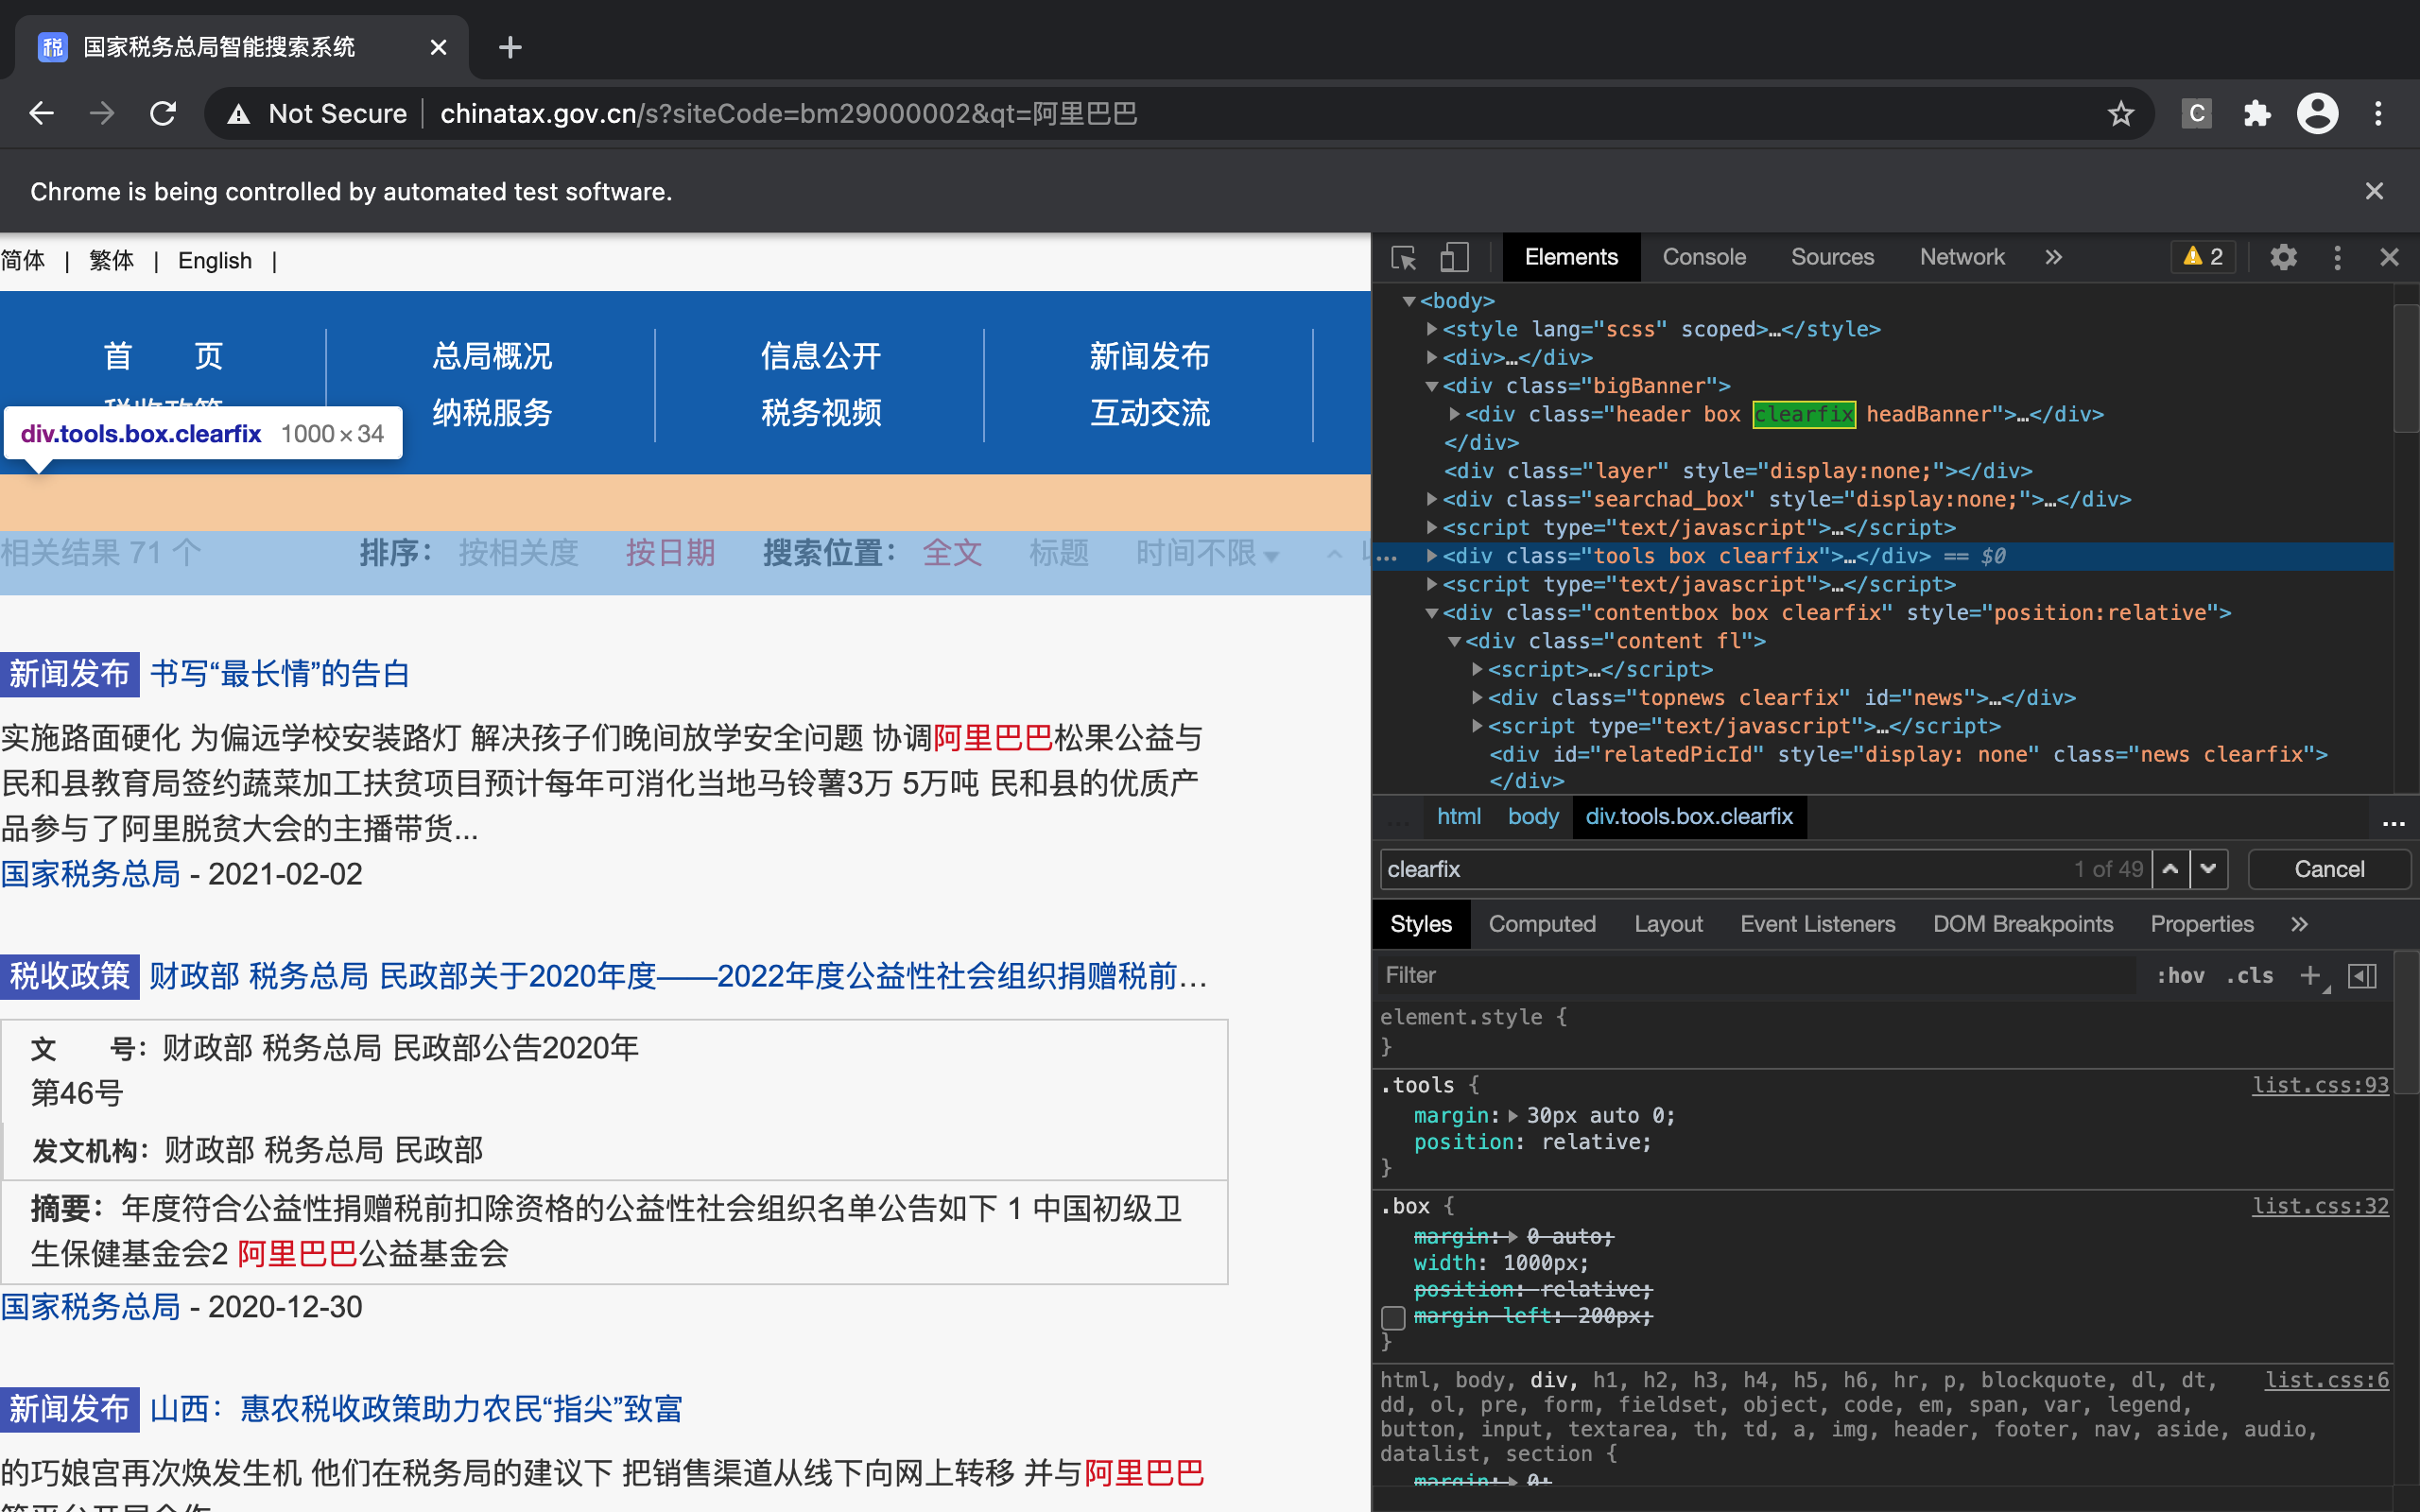 税 国家税务总局智能搜索系统
Not Secure chinatax.gov.cn/s?siteCode=bm29000002&qt=阿里巴巴
C
Chrome is being controlled by automated test software.
简体 | 繁体 | English |
首 页 总局概况 信息公开 新闻发布
税收政策 纳税服务 税务视频 互动交流
div.tools.box.clearfix 1000 × 34
相关结果 71 个 排序： 按相关度 按日期 搜索位置： 全文 标题 时间不限
新闻发布 书写“最长情”的告白
实施路面硬化 为偏远学校安装路灯 解决孩子们晚间放学安全问题 协调阿里巴巴松果公益与
民和县教育局签约蔬菜加工扶贫项目预计每年可消化当地马铃薯3万 5万吨 民和县的优质产
品参与了阿里脱贫大会的主播带货...
国家税务总局 - 2021-02-02
税收政策 财政部 税务总局 民政部关于2020年度——2022年度公益性社会组织捐赠税前...
文 号： 财政部 税务总局 民政部公告2020年
第46号
发文机构： 财政部 税务总局 民政部
摘要： 年度符合公益性捐赠税前扣除资格的公益性社会组织名单公告如下 1 中国初级卫
生保健基金会2 阿里巴巴公益基金会
国家税务总局 - 2020-12-30
新闻发布 山西：惠农税收政策助力农民“指尖”致富
的巧娘宫再次焕发生机 他们在税务局的建议下 把销售渠道从线下向网上转移 并与阿里巴巴
Elements Console Sources Network » 2
<body>
<style lang="scss" scoped>…</style>
<div>…</div>
<div class="bigBanner">
<div class="header box clearfix headBanner">…</div>
</div>
<div class="layer" style="display:none;"></div>
<div class="searchad_box" style="display:none;">…</div>
<script type="text/javascript">…</script>
<div class="tools box clearfix">…</div> == $0
<script type="text/javascript">…</script>
<div class="contentbox box clearfix" style="position:relative">
<div class="content fl">
<script>…</script>
<div class="topnews clearfix" id="news">…</div>
<script type="text/javascript">…</script>
<div id="relatedPicId" style="display: none" class="news clearfix">
</div>
... html body div.tools.box.clearfix ...
clearfix 1 of 49 Cancel
Styles Computed Layout Event Listeners DOM Breakpoints Properties »
Filter :hov .cls +
element.style {
}
.tools { list.css:93
margin: 30px auto 0;
position: relative;
}
.box { list.css:32
margin: 0 auto;
width: 1000px;
position: relative;
margin-left: 200px;
}
html, body, div, h1, h2, h3, h4, h5, h6, hr, p, blockquote, dl, dt, list.css:6
dd, ol, pre, form, fieldset, object, code, em, span, var, legend,
button, input, textarea, th, td, a, img, header, footer, nav, aside, audio,
datalist, section {
margin: 0;